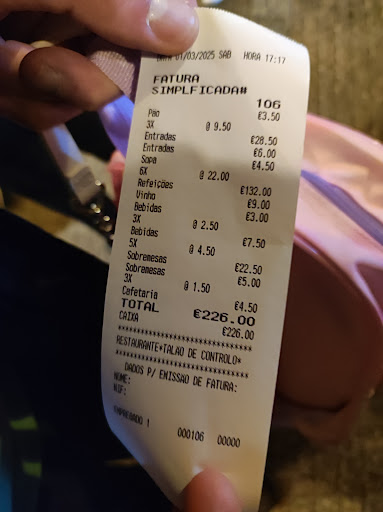 DATA 01/03/2025 SAB HORA 17:17
FATURA
SIMPLFICADA#
106
Pão €3.50
3X @ 9.50
Entradas €28.50
Entradas €6.00
Sopa €4.50
6X @ 22.00
Refeições €132.00
Vinho €9.00
Bebidas €3.00
3X @ 2.50
Bebidas €7.50
5X @ 4.50
Sobremesas €22.50
Sobremesas €5.00
3X @ 1.50
Cafetaria €4.50
TOTAL €226.00
CAIXA €226.00
********************************
RESTAURANTE*TALAO DE CONTROLO*
********************************
DADOS P/ EMISSAO DE FATURA:
NOME:
NIF:
EMPREGADO 1 000106 00000